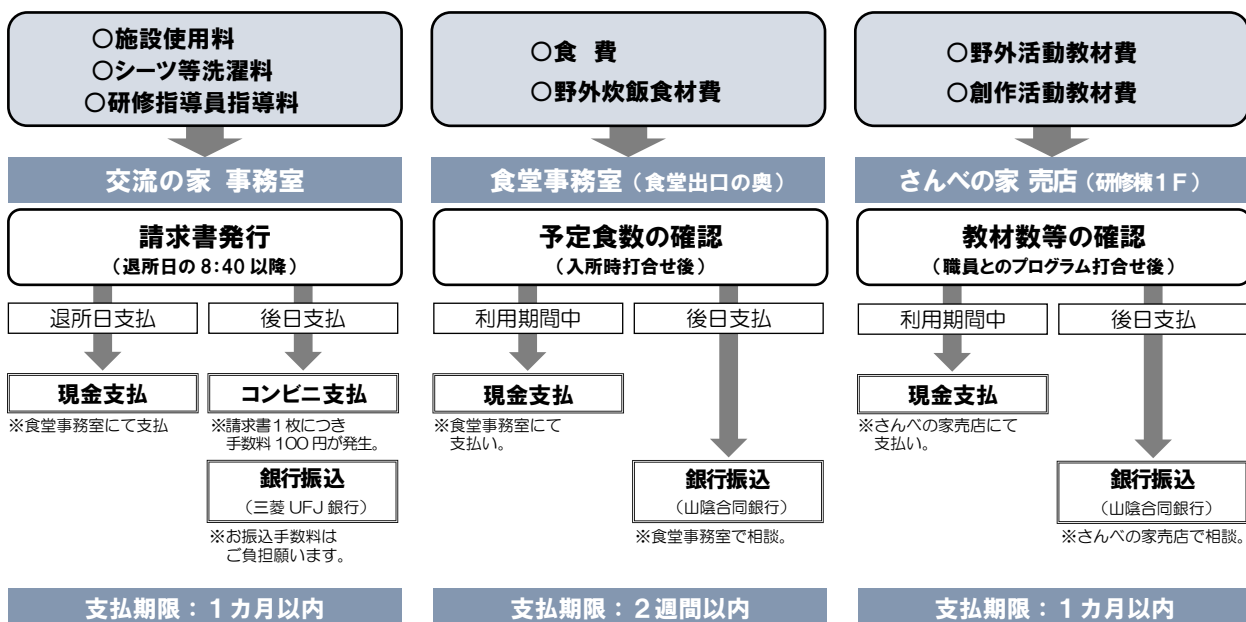 ○施設使用料
○シーツ等洗濯料
○研修指導員指導料
交流の家 事務室
請求書発行
(退所日の 8:40 以降)
退所日支払
後日支払
現金支払
※食堂事務室にて支払
コンビニ支払
※請求書1枚につき
手数料 100 円が発生。
銀行振込
(三菱 UFJ 銀行)
※お振込手数料は
ご負担願います。
支払期限:1カ月以内
○食 費
○野外炊飯食材費
食堂事務室(食堂出口の奥)
予定食数の確認
(入所時打合せ後)
利用期間中
後日支払
現金支払
※食堂事務室にて
支払い。
銀行振込
(山陰合同銀行)
※食堂事務室で相談。
支払期限:2週間以内
○野外活動教材費
○創作活動教材費
さんべの家 売店(研修棟1F)
教材数等の確認
(職員とのプログラム打合せ後)
利用期間中
後日支払
現金支払
※さんべの家売店にて
支払い。
銀行振込
(山陰合同銀行)
※さんべの家売店で相談。
支払期限:1カ月以内